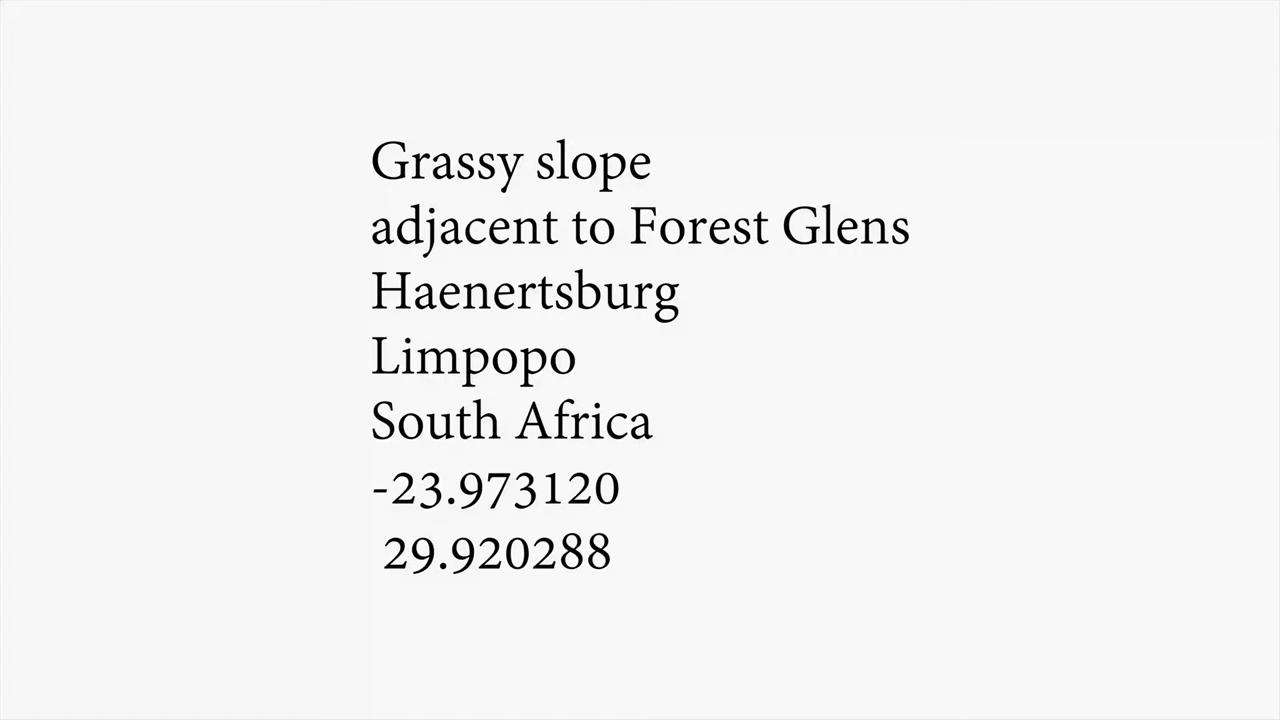 Grassy slope
adjacent to Forest Glens
Haenertsburg
Limpopo
South Africa
-23.973120
29.920288